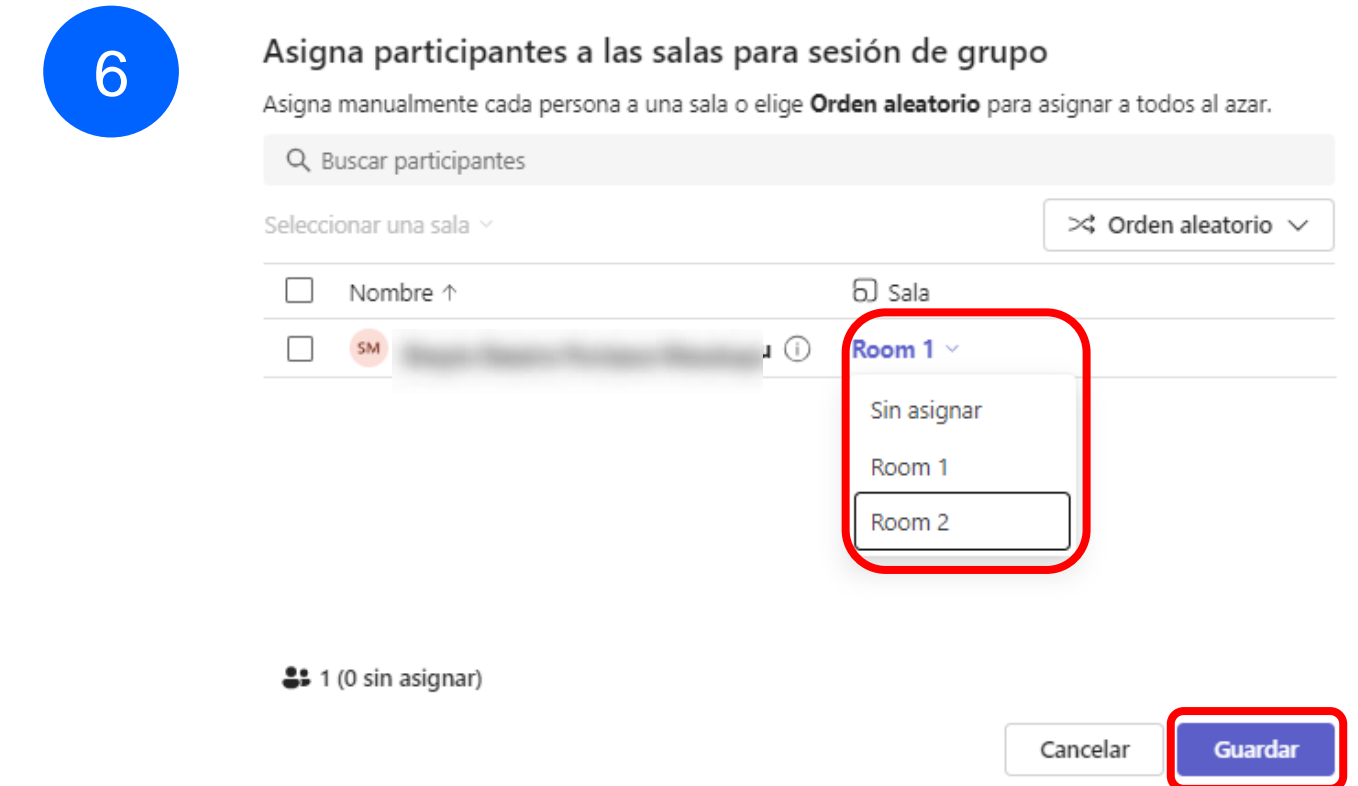 6
Asigna participantes a las salas para sesión de grupo
Asigna manualmente cada persona a una sala o elige Orden aleatorio para asignar a todos al azar.
Buscar participantes
Seleccionar una sala
Orden aleatorio
Nombre ↑
Sala
SM
Room 1
Sin asignar
Room 1
Room 2
1 (0 sin asignar)
Cancelar
Guardar